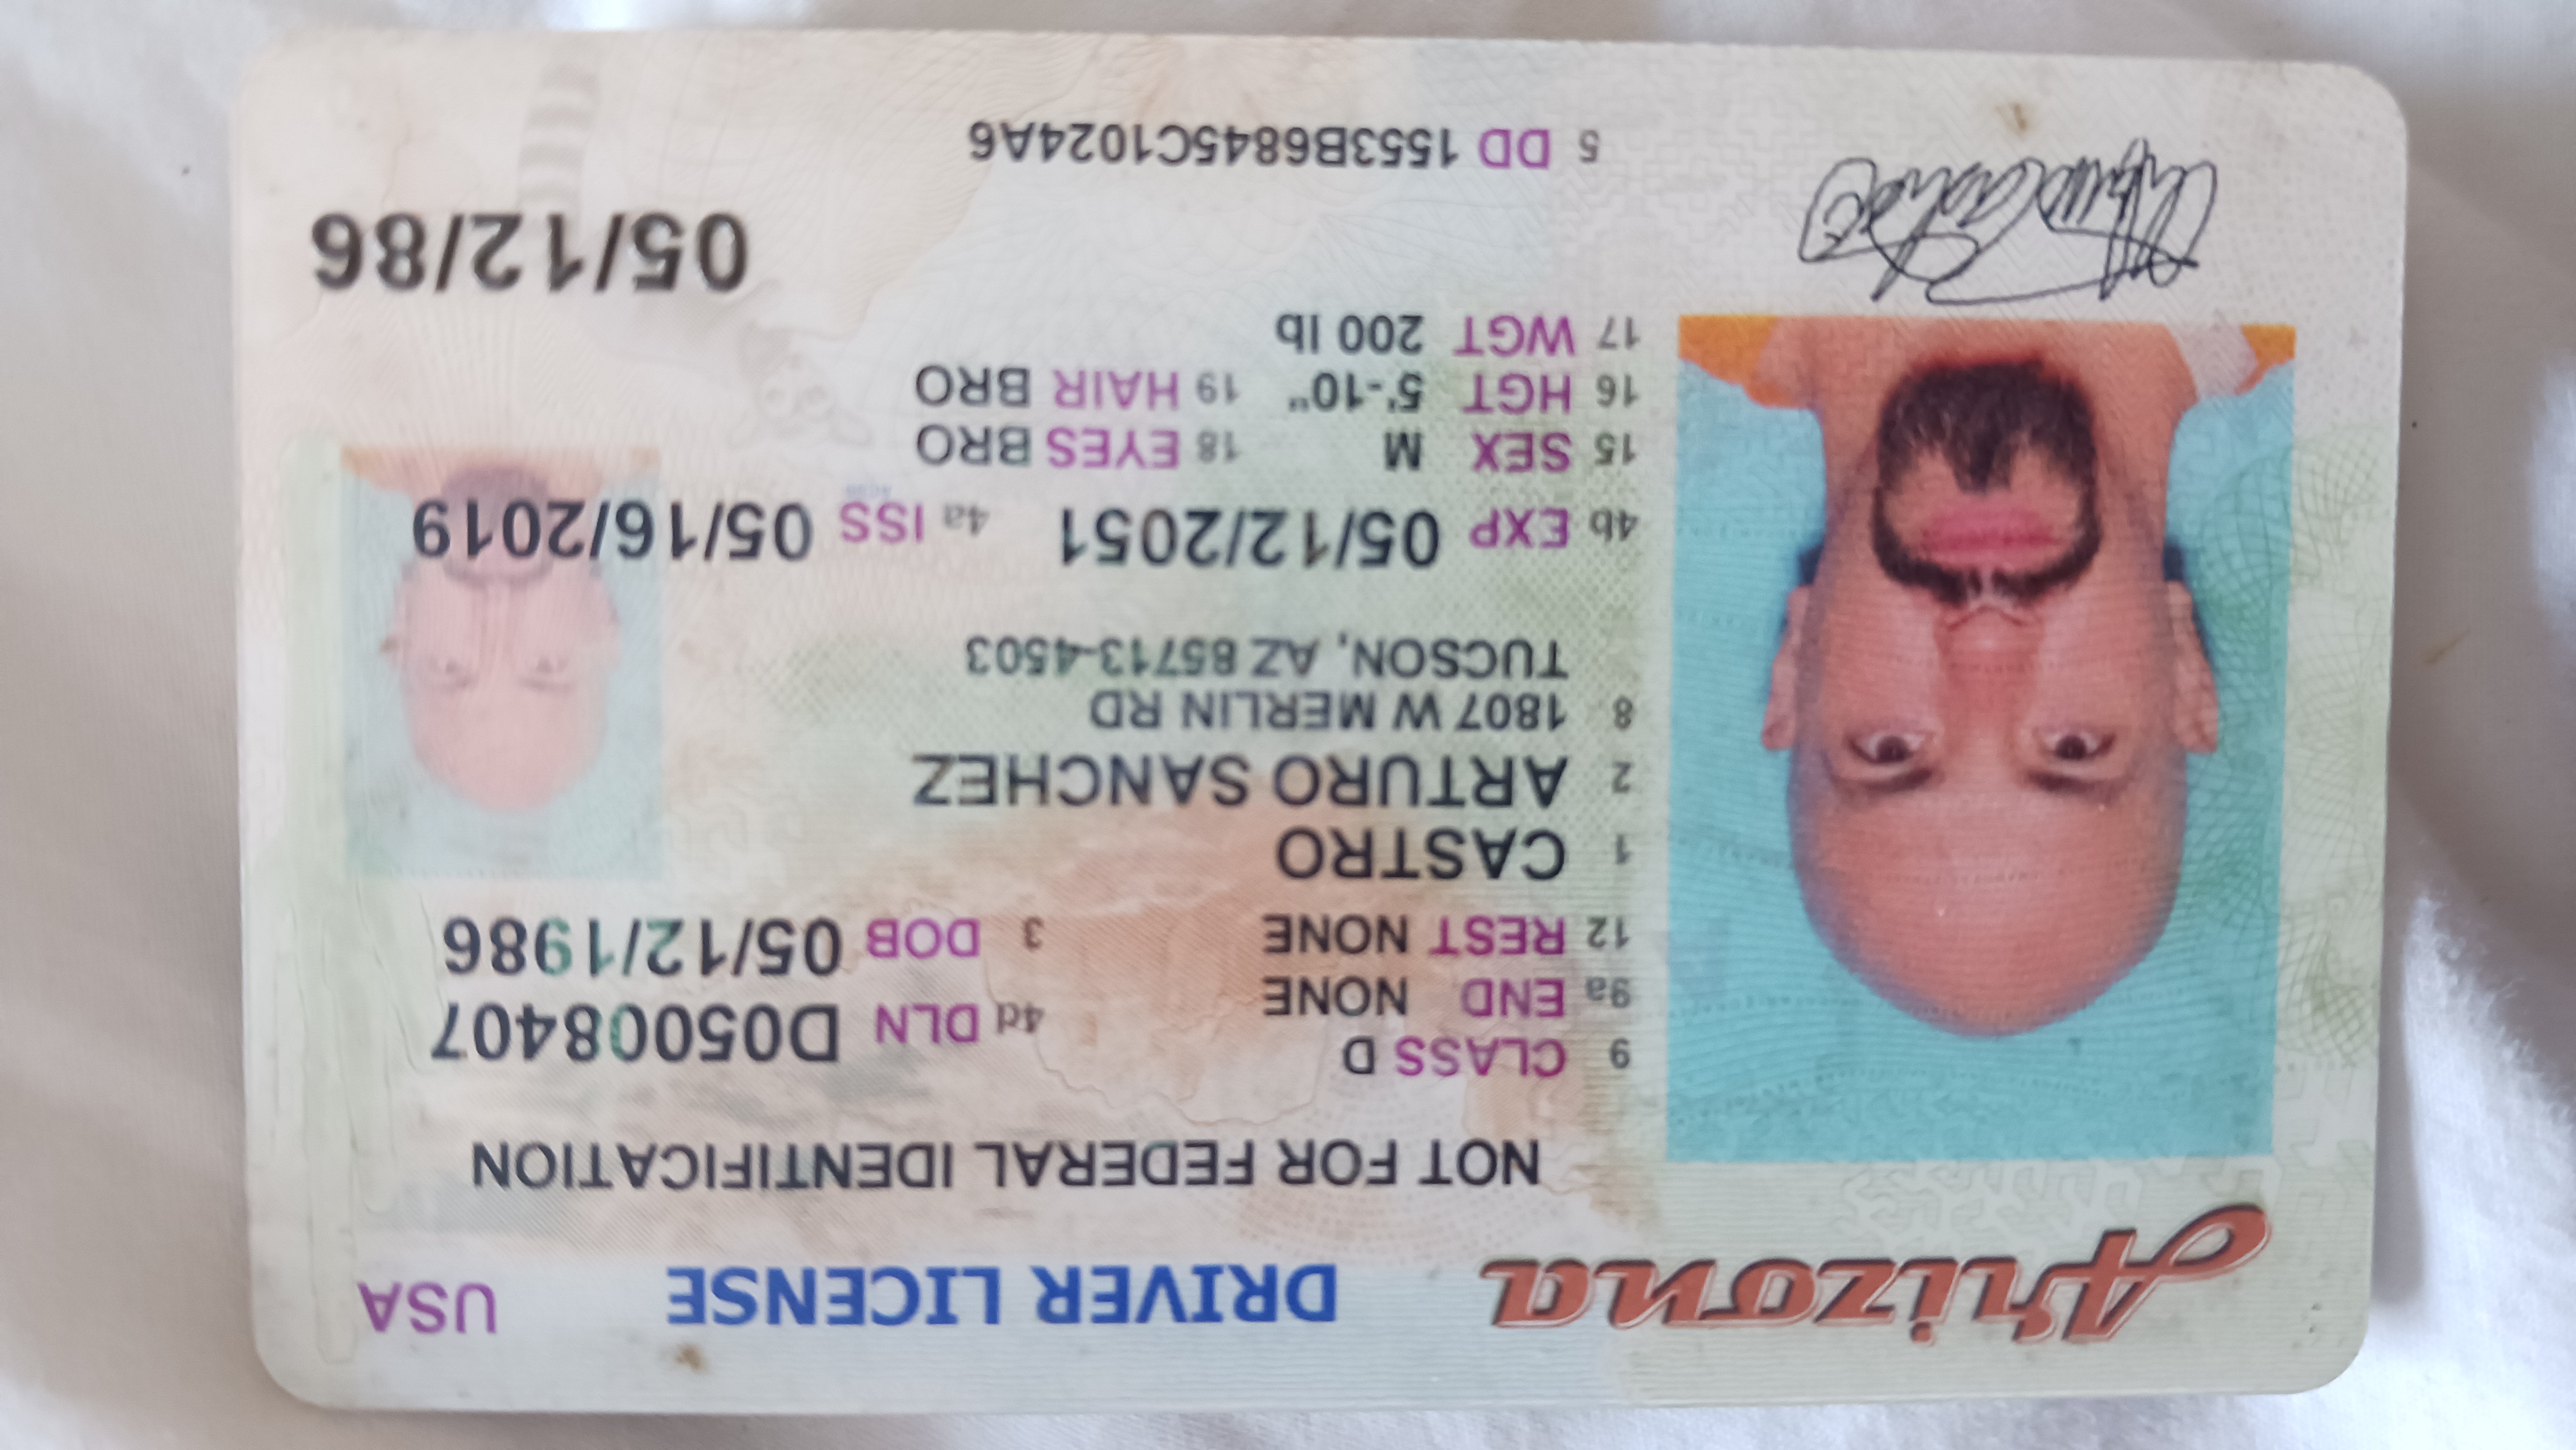 Arizona DRIVER LICENSE USA
NOT FOR FEDERAL IDENTIFICATION
9 CLASS D 4d DLN D05008407
9a END NONE
12 REST NONE 3 DOB 05/12/1986
1 CASTRO
2 ARTURO SANCHEZ
8 1807 W MERLIN RD
TUCSON, AZ 85713-4503
4b EXP 05/12/2051 4a ISS 05/16/2019
15 SEX M 18 EYES BRO
16 HGT 5'-10" 19 HAIR BRO
17 WGT 200 lb
05/12/86
5 DD 1553B6845C1024A6